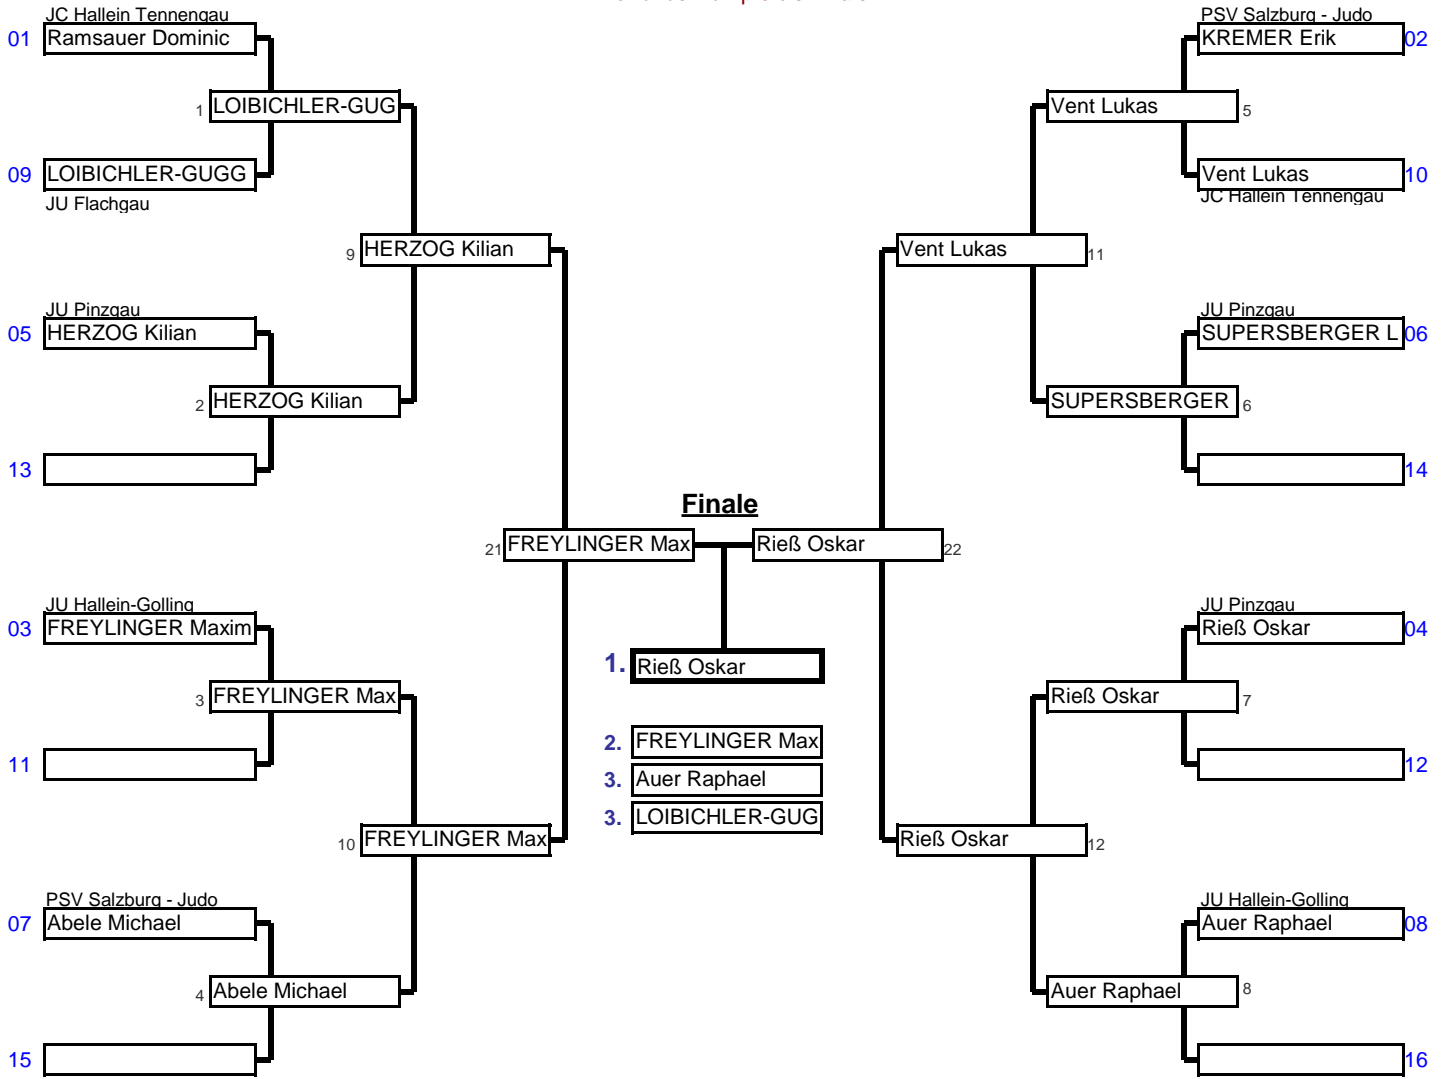 JC Hallein Tennengau
PSV Salzburg - Judo
01 Ramsauer Dominic
KREMER Erik 02
1 LOIBICHLER-GUG
Vent Lukas 5
09 LOIBICHLER-GUGG
Vent Lukas 10
JU Flachgau
JC Hallein Tennengau
9 HERZOG Kilian
Vent Lukas 11
JU Pinzgau
JU Pinzgau
05 HERZOG Kilian
SUPERSBERGER L 06
2 HERZOG Kilian
SUPERSBERGER 6
13
14
Finale
21 FREYLINGER Max
Rieß Oskar 22
JU Hallein-Golling
JU Pinzgau
03 FREYLINGER Maxim
Rieß Oskar 04
1. Rieß Oskar
3 FREYLINGER Max
Rieß Oskar 7
2. FREYLINGER Max
11
12
3. Auer Raphael
3. LOIBICHLER-GUG
10 FREYLINGER Max
Rieß Oskar 12
PSV Salzburg - Judo
JU Hallein-Golling
07 Abele Michael
Auer Raphael 08
4 Abele Michael
Auer Raphael 8
15
16